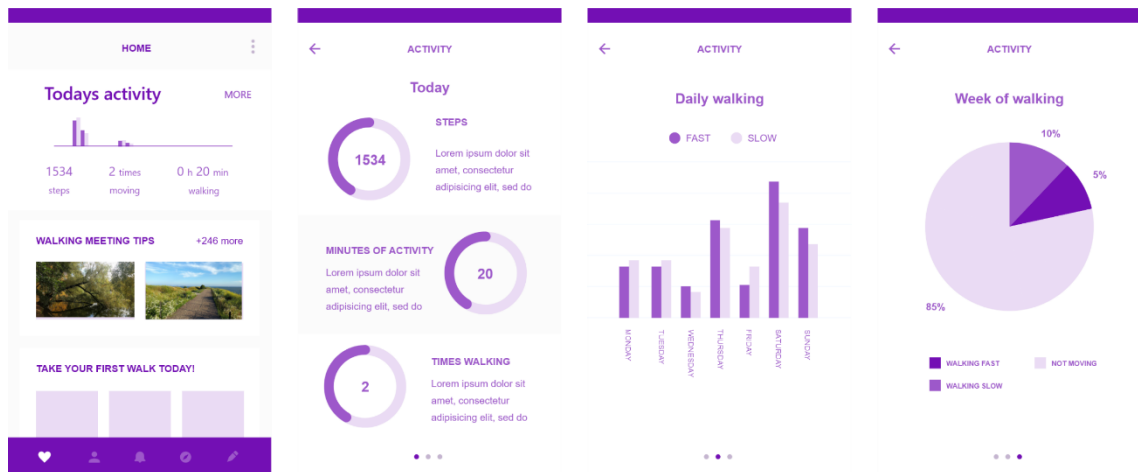 HOME
Todays activity
MORE
1534
steps
2 times
moving
0 h 20 min
walking
WALKING MEETING TIPS
+246 more
TAKE YOUR FIRST WALK TODAY!
ACTIVITY
Today
1534
STEPS
Lorem ipsum dolor sit
amet, consectetur
adipisicing elit, sed do
MINUTES OF ACTIVITY
Lorem ipsum dolor sit
amet, consectetur
adipisicing elit, sed do
20
2
TIMES WALKING
Lorem ipsum dolor sit
amet, consectetur
adipisicing elit, sed do
ACTIVITY
Daily walking
FAST
SLOW
MONDAY
TUESDAY
WEDNESDAY
THURSDAY
FRIDAY
SATURDAY
SUNDAY
ACTIVITY
Week of walking
10%
5%
85%
WALKING FAST
NOT MOVING
WALKING SLOW